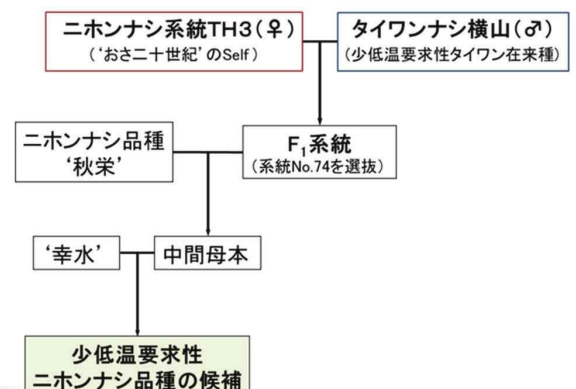 ニホンナシ系統TH3(♀)
(‘おさ二十世紀’のSelf)
タイワンナシ横山(♂)
(少低温要求性タイワン在来種)
ニホンナシ品種
‘秋栄’
F₁系統
(系統No.74を選抜)
‘幸水’
中間母本
少低温要求性
ニホンナシ品種の候補